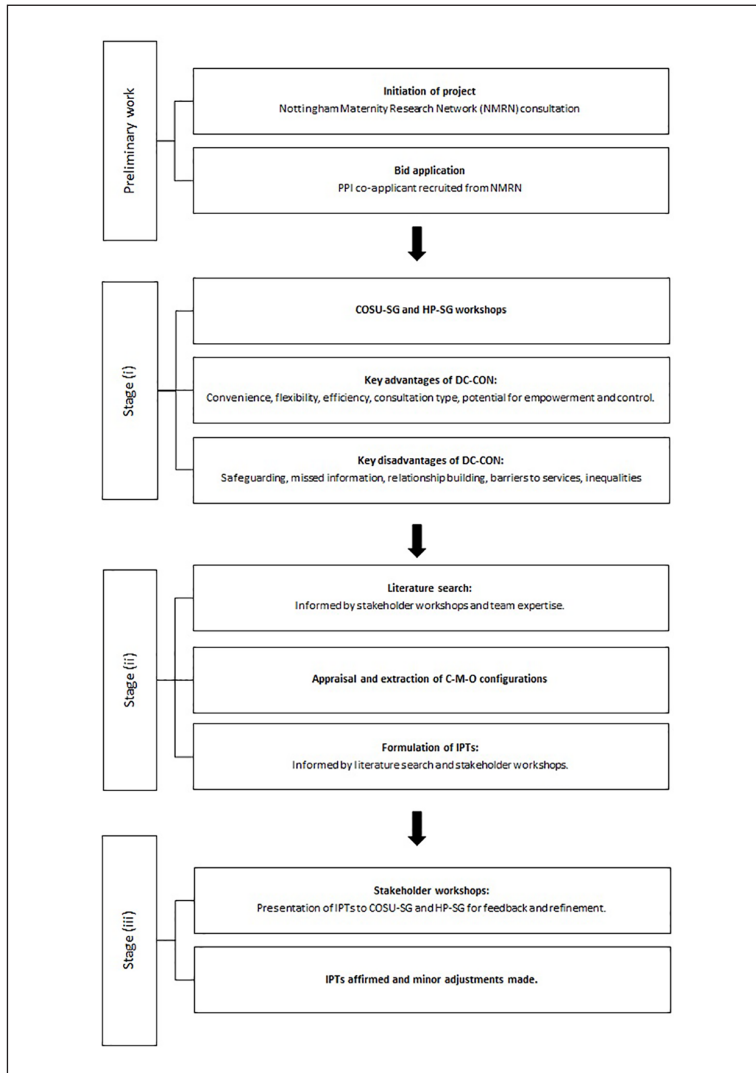 Preliminary work
Initiation of project
Nottingham Maternity Research Network (NMRN) consultation
Bid application
PPI co-applicant recruited from NMRN
Stage (i)
COSU-SG and HP-SG workshops
Key advantages of DC-CON:
Convenience, flexibility, efficiency, consultation type, potential for empowerment and control.
Key disadvantages of DC-CON:
Safeguarding, missed information, relationship building, barriers to services, inequalities
Stage (ii)
Literature search:
Informed by stakeholder workshops and team expertise.
Appraisal and extraction of C-M-O configurations
Formulation of IPTs:
Informed by literature search and stakeholder workshops.
Stage (iii)
Stakeholder workshops:
Presentation of IPTs to COSU-SG and HP-SG for feedback and refinement.
IPTs affirmed and minor adjustments made.